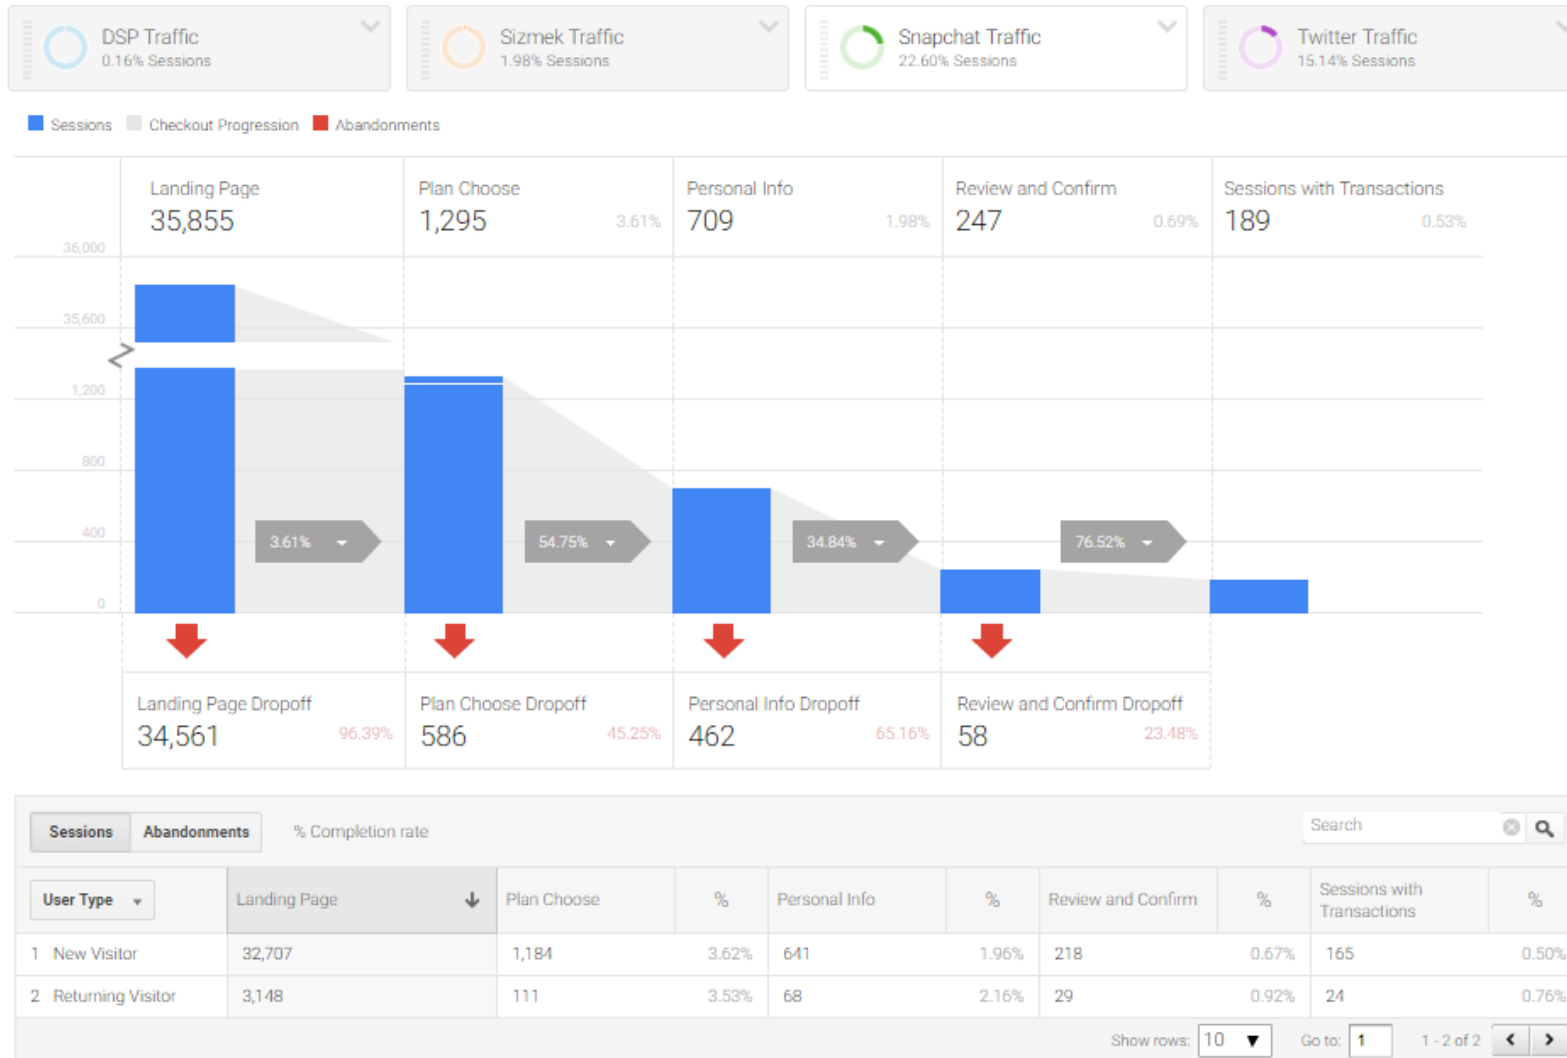 DSP Traffic
0.16% Sessions
Sizmek Traffic
1.98% Sessions
Snapchat Traffic
22.60% Sessions
Twitter Traffic
15.14% Sessions
Sessions Checkout Progression Abandonments
Landing Page
35,855
Plan Choose
1,295 3.61%
Personal Info
709 1.98%
Review and Confirm
247 0.69%
Sessions with Transactions
189 0.53%
36,000
35,600
1,200
800
400
0
3.61%
54.75%
34.84%
76.52%
Landing Page Dropoff
34,561 96.39%
Plan Choose Dropoff
586 45.25%
Personal Info Dropoff
462 65.16%
Review and Confirm Dropoff
58 23.48%
Sessions Abandonments % Completion rate Search
User Type Landing Page Plan Choose % Personal Info % Review and Confirm % Sessions with
Transactions %
1 New Visitor 32,707 1,184 3.62% 641 1.96% 218 0.67% 165 0.50%
2 Returning Visitor 3,148 111 3.53% 68 2.16% 29 0.92% 24 0.76%
Show rows: 10 Go to: 1 1 - 2 of 2